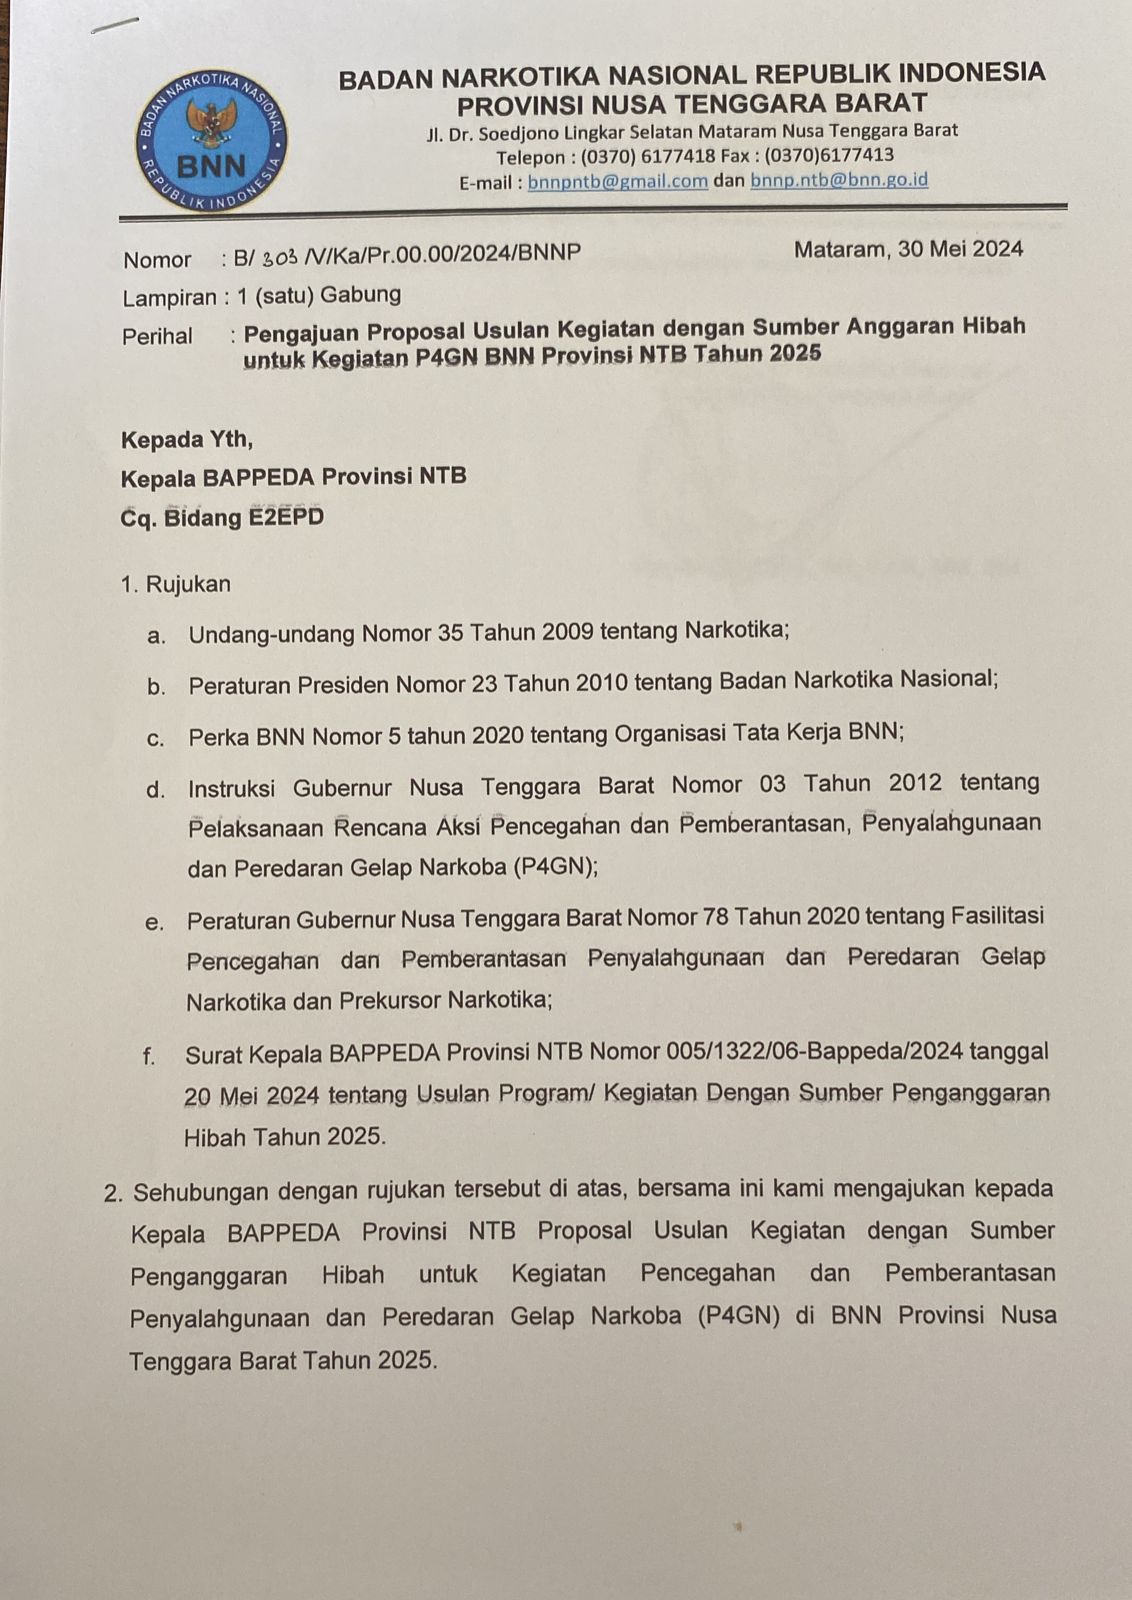 BADAN NARKOTIKA NASIONAL
BNN
REPUBLIK INDONESIA
BADAN NARKOTIKA NASIONAL REPUBLIK INDONESIA
PROVINSI NUSA TENGGARA BARAT
Jl. Dr. Soedjono Lingkar Selatan Mataram Nusa Tenggara Barat
Telepon : (0370) 6177418 Fax : (0370)6177413
E-mail : bnnpntb@gmail.com dan bnnp.ntb@bnn.go.id
Nomor : B/ 303 /V/Ka/Pr.00.00/2024/BNNP Mataram, 30 Mei 2024
Lampiran : 1 (satu) Gabung
Perihal : Pengajuan Proposal Usulan Kegiatan dengan Sumber Anggaran Hibah
untuk Kegiatan P4GN BNN Provinsi NTB Tahun 2025
Kepada Yth,
Kepala BAPPEDA Provinsi NTB
Cq. Bidang E2EPD
1. Rujukan
a. Undang-undang Nomor 35 Tahun 2009 tentang Narkotika;
b. Peraturan Presiden Nomor 23 Tahun 2010 tentang Badan Narkotika Nasional;
c. Perka BNN Nomor 5 tahun 2020 tentang Organisasi Tata Kerja BNN;
d. Instruksi Gubernur Nusa Tenggara Barat Nomor 03 Tahun 2012 tentang
Pelaksanaan Rencana Aksi Pencegahan dan Pemberantasan, Penyalahgunaan
dan Peredaran Gelap Narkoba (P4GN);
e. Peraturan Gubernur Nusa Tenggara Barat Nomor 78 Tahun 2020 tentang Fasilitasi
Pencegahan dan Pemberantasan Penyalahgunaan dan Peredaran Gelap
Narkotika dan Prekursor Narkotika;
f. Surat Kepala BAPPEDA Provinsi NTB Nomor 005/1322/06-Bappeda/2024 tanggal
20 Mei 2024 tentang Usulan Program/ Kegiatan Dengan Sumber Penganggaran
Hibah Tahun 2025.
2. Sehubungan dengan rujukan tersebut di atas, bersama ini kami mengajukan kepada
Kepala BAPPEDA Provinsi NTB Proposal Usulan Kegiatan dengan Sumber
Penganggaran Hibah untuk Kegiatan Pencegahan dan Pemberantasan
Penyalahgunaan dan Peredaran Gelap Narkoba (P4GN) di BNN Provinsi Nusa
Tenggara Barat Tahun 2025.